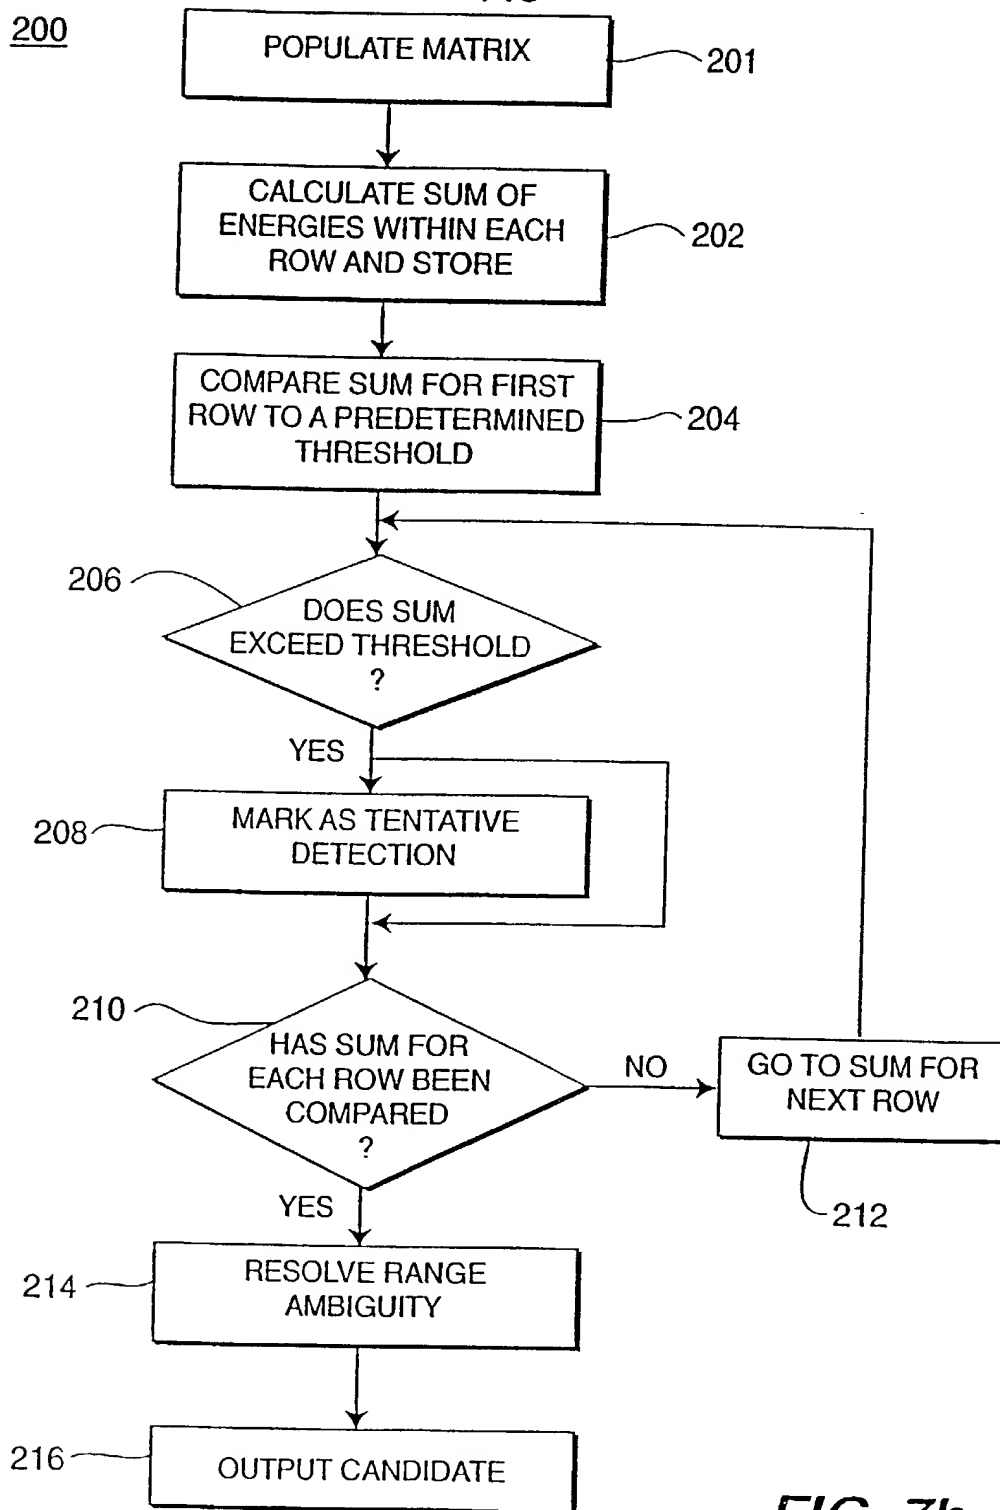 200
POPULATE MATRIX
201
CALCULATE SUM OF
ENERGIES WITHIN EACH
ROW AND STORE
202
COMPARE SUM FOR FIRST
ROW TO A PREDETERMINED
THRESHOLD
204
206
DOES SUM
EXCEED THRESHOLD
?
YES
208
MARK AS TENTATIVE
DETECTION
210
HAS SUM FOR
EACH ROW BEEN
COMPARED
?
NO
GO TO SUM FOR
NEXT ROW
212
YES
214
RESOLVE RANGE
AMBIGUITY
216
OUTPUT CANDIDATE
FIG. 7b